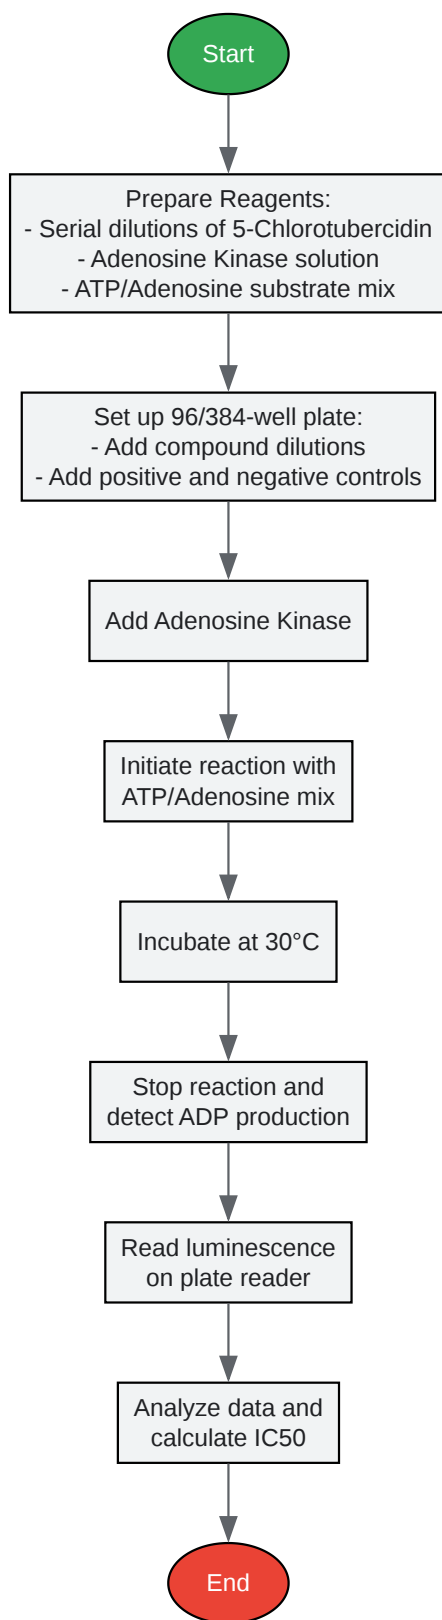 Start
Prepare Reagents:
- Serial dilutions of 5-Chlorotubercidin
- Adenosine Kinase solution
- ATP/Adenosine substrate mix
Set up 96/384-well plate:
- Add compound dilutions
- Add positive and negative controls
Add Adenosine Kinase
Initiate reaction with
ATP/Adenosine mix
Incubate at 30°C
Stop reaction and
detect ADP production
Read luminescence
on plate reader
Analyze data and
calculate IC50
End